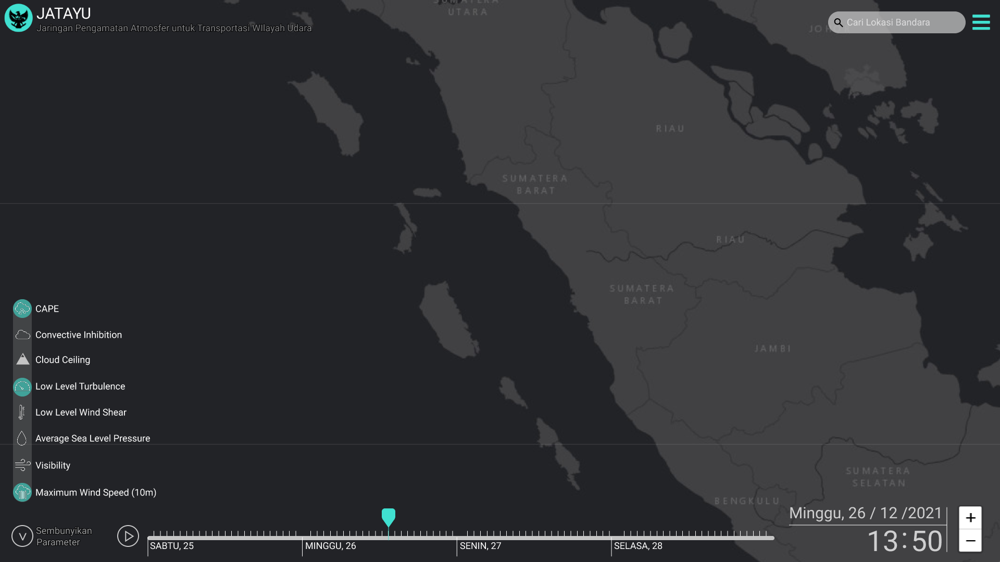 JATAYU
Jaringan Pengamatan Atmosfer untuk Transportasi WIlayah Udara
Cari Lokasi Bandara
SUMATERA
UTARA
JOHOR
RIAU
SUMATERA
BARAT
RIAU
SUMATERA
BARAT
JAMBI
SUMATERA
SELATAN
BENGKULU
CAPE
Convective Inhibition
Cloud Ceiling
Low Level Turbulence
Low Level Wind Shear
Average Sea Level Pressure
Visibility
Maximum Wind Speed (10m)
Sembunyikan
Parameter
SABTU, 25
MINGGU, 26
SENIN, 27
SELASA, 28
Minggu, 26 / 12 /2021
13:50
+
−